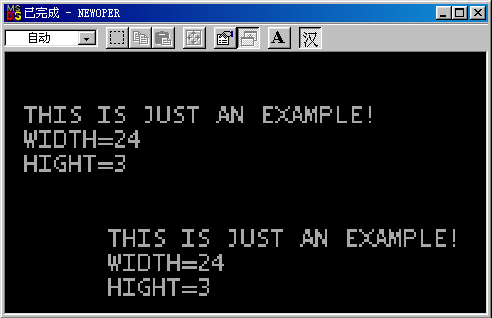 已完成 - NEWOPER
自动
A
汉
THIS IS JUST AN EXAMPLE!
WIDTH=24
HIGHT=3
THIS IS JUST AN EXAMPLE!
WIDTH=24
HIGHT=3